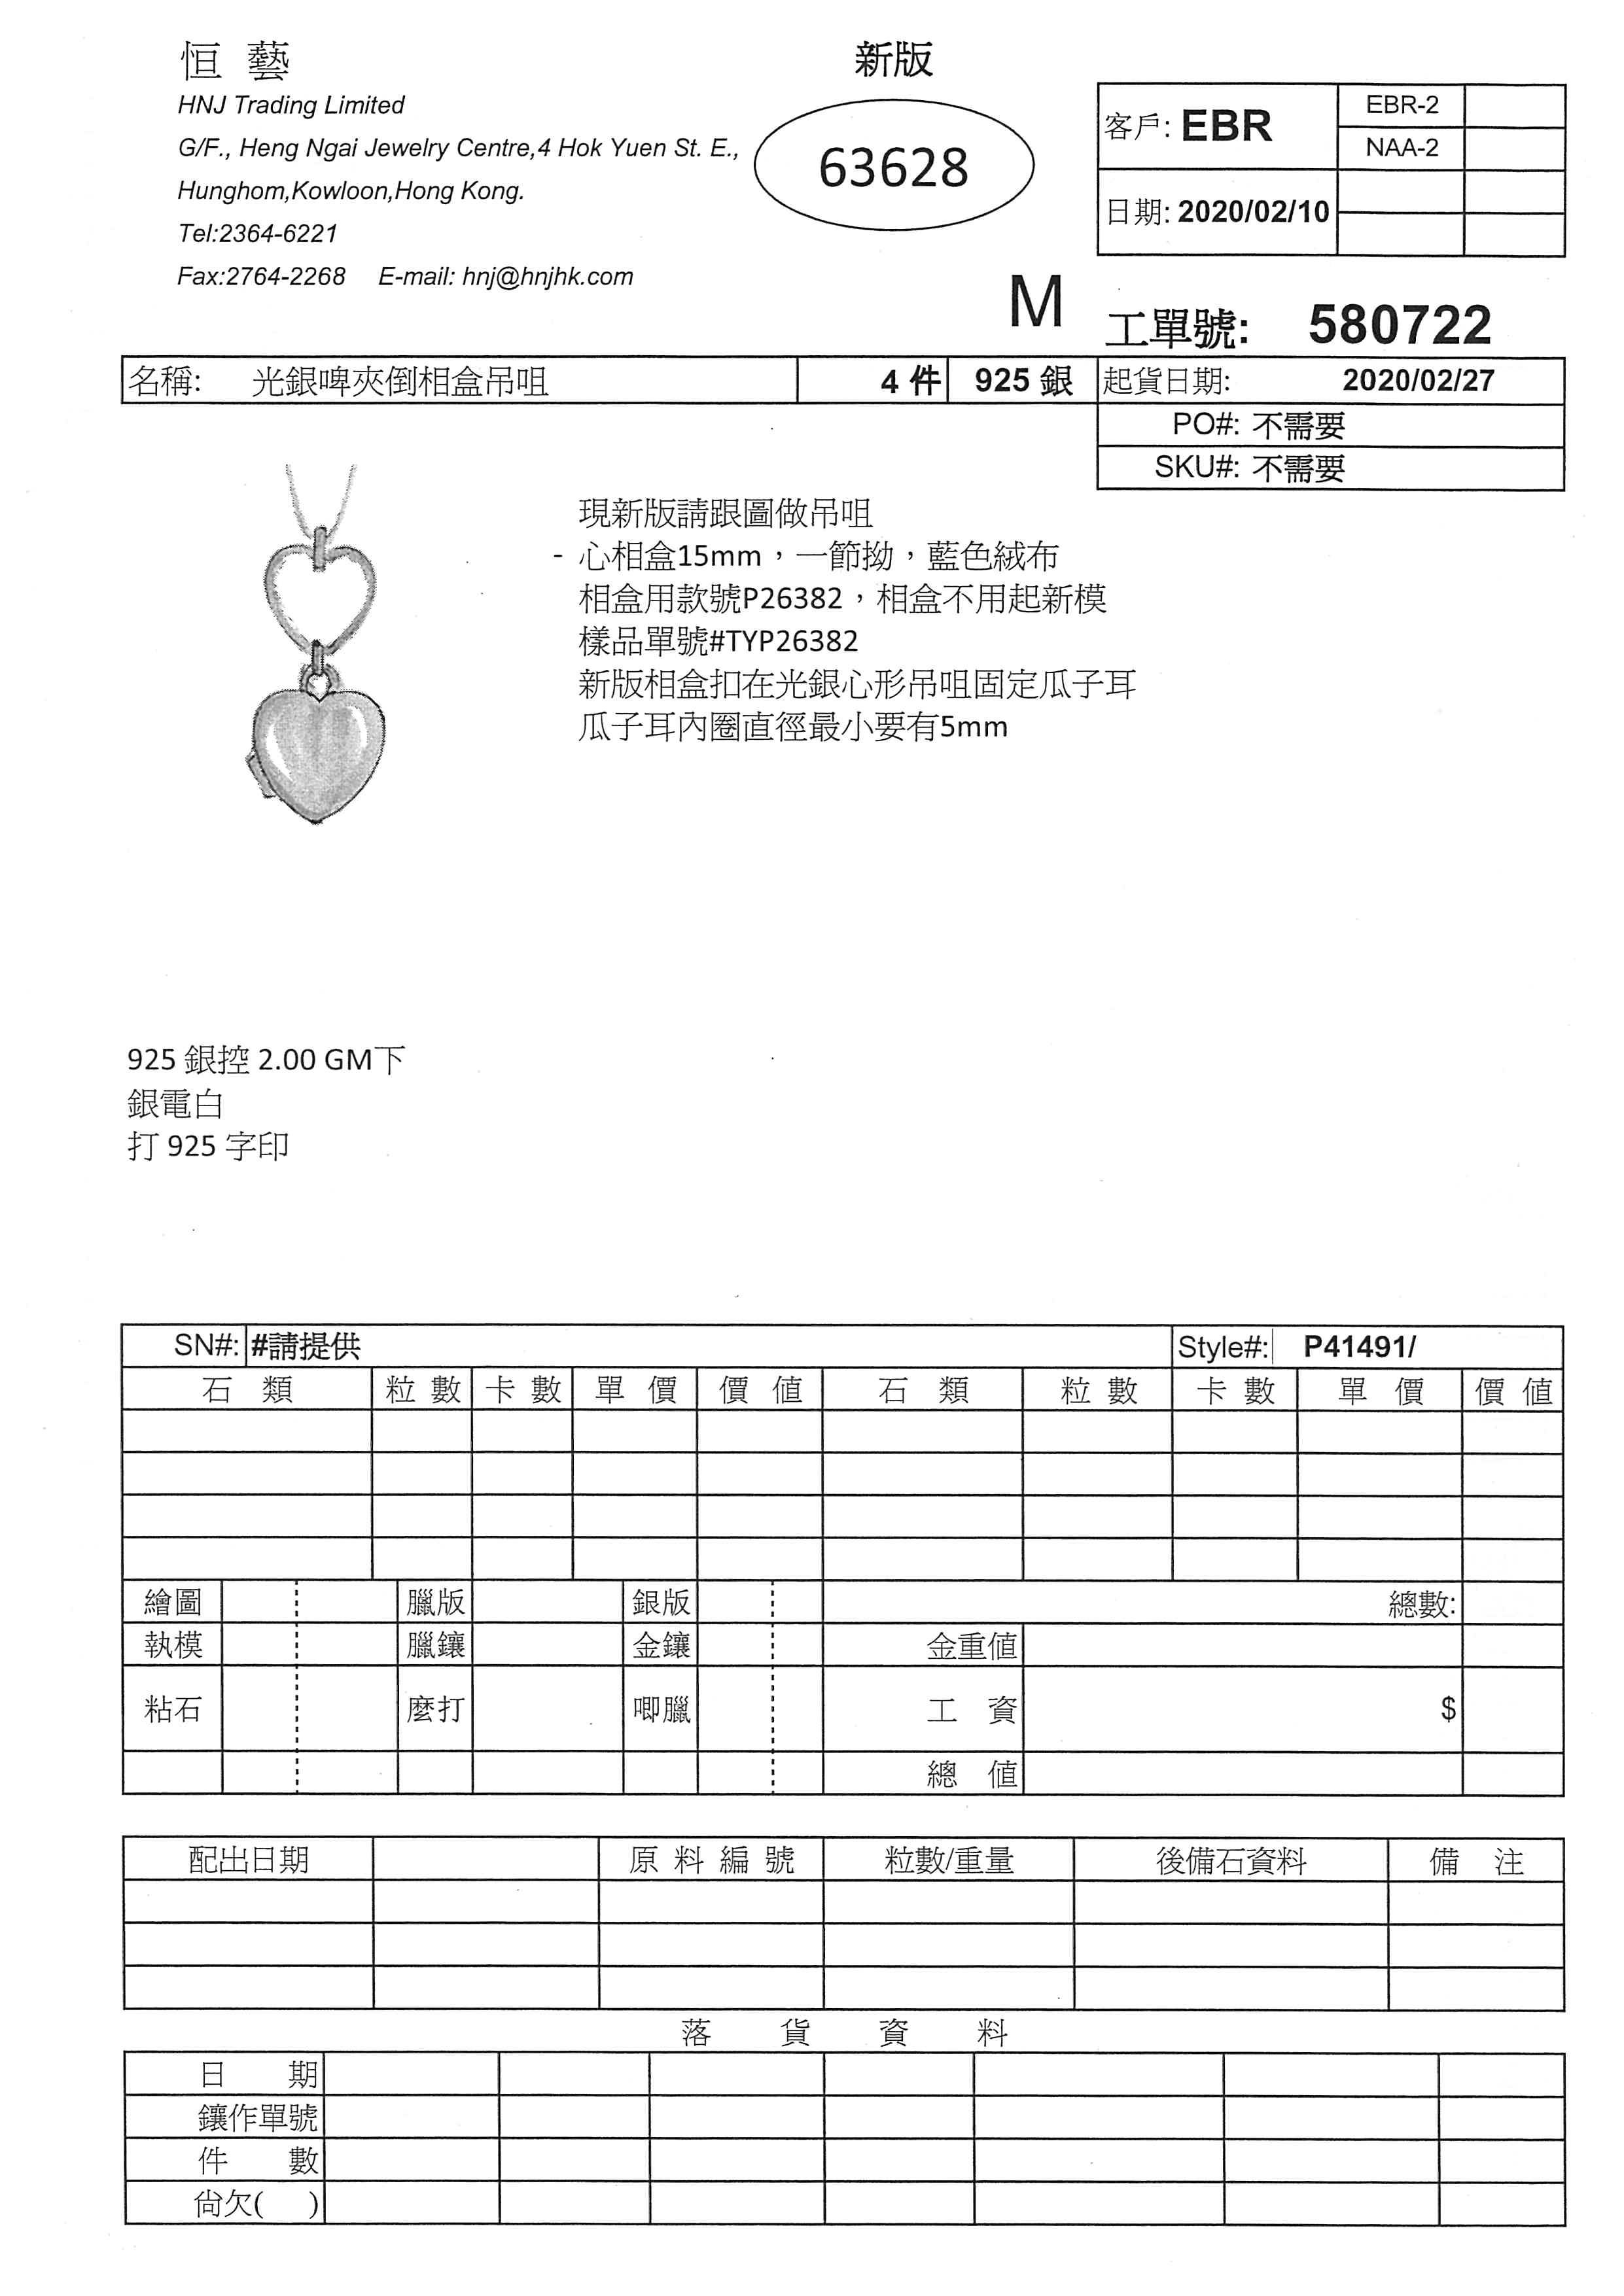 恒 藝
新版
HNJ Trading Limited
G/F., Heng Ngai Jewelry Centre,4 Hok Yuen St. E.,
Hunghom,Kowloon,Hong Kong.
Tel:2364-6221
Fax:2764-2268 E-mail: hnj@hnjhk.com
63628
客戶: EBR EBR-2
NAA-2
日期: 2020/02/10
M 工單號: 580722
名稱: 光銀啤夾倒相盒吊咀 4 件 925 銀 起貨日期: 2020/02/27
PO#: 不需要
SKU#: 不需要
現新版請跟圖做吊咀
- 心相盒15mm，一節拗，藍色絨布
相盒用款號P26382，相盒不用起新模
樣品單號#TYP26382
新版相盒扣在光銀心形吊咀固定瓜子耳
瓜子耳內圈直徑最小要有5mm
925 銀控 2.00 GM下
銀電白
打 925 字印
SN#: #請提供 Style#: P41491/
石 類 粒 數 卡 數 單 價 價 值 石 類 粒 數 卡 數 單 價 價 值
繪圖 臘版 銀版 總數:
執模 臘鑲 金鑲 金重值
粘石 麼打 唧臘 工 資 $
總 值
配出日期 原 料 編 號 粒數/重量 後備石資料 備 注
落 貨 資 料
日 期
鑲作單號
件 數
尚欠( )